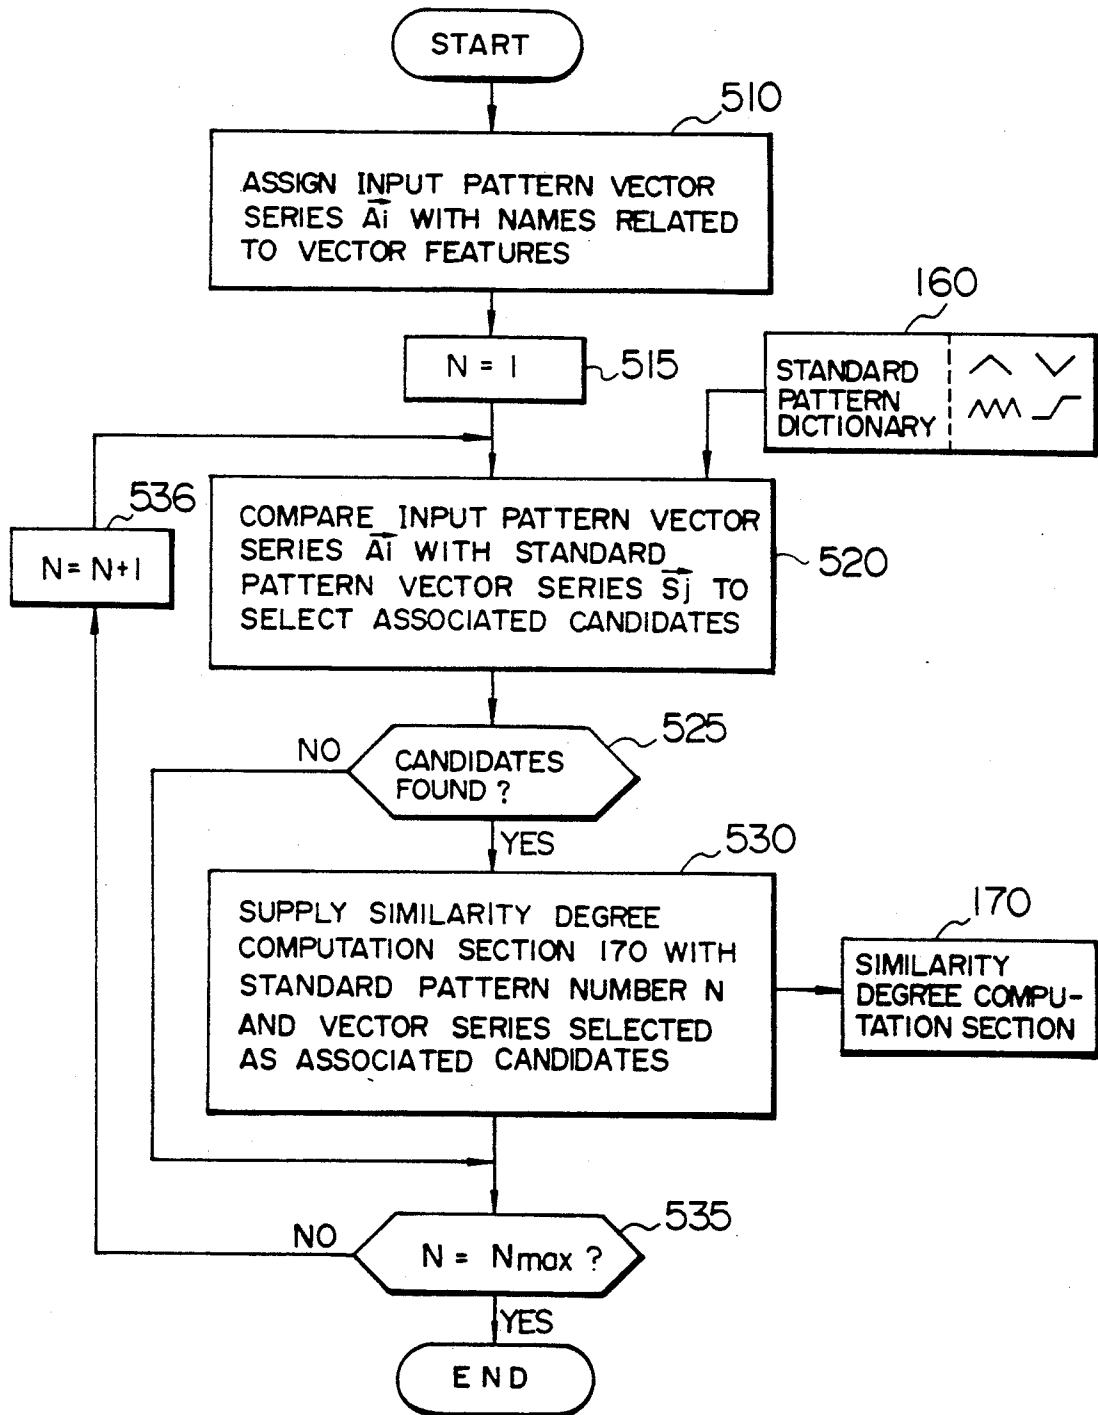 START
510
ASSIGN INPUT PATTERN VECTOR
SERIES Ai WITH NAMES RELATED
TO VECTOR FEATURES
N = 1
515
160
STANDARD
PATTERN
DICTIONARY
536
N = N+1
COMPARE INPUT PATTERN VECTOR
SERIES Ai WITH STANDARD
PATTERN VECTOR SERIES Sj TO
SELECT ASSOCIATED CANDIDATES
520
525
NO
CANDIDATES
FOUND ?
YES
530
SUPPLY SIMILARITY DEGREE
COMPUTATION SECTION 170 WITH
STANDARD PATTERN NUMBER N
AND VECTOR SERIES SELECTED
AS ASSOCIATED CANDIDATES
170
SIMILARITY
DEGREE COMPU-
TATION SECTION
535
NO
N = Nmax ?
YES
END